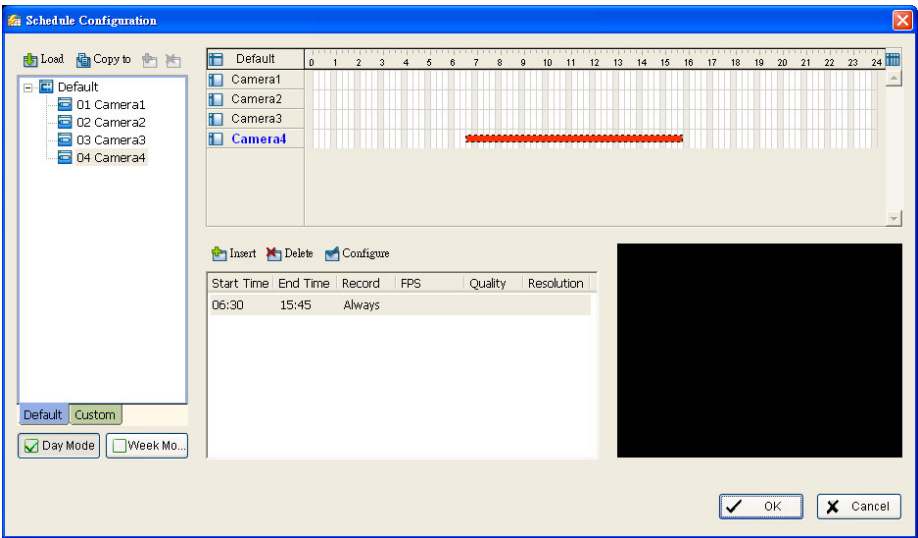 Schedule Configuration
Load Copy to
Default 0 1 2 3 4 5 6 7 8 9 10 11 12 13 14 15 16 17 18 19 20 21 22 23 24
Camera1
Camera2
Camera3
Camera4
Default
01 Camera1
02 Camera2
03 Camera3
04 Camera4
Insert Delete Configure
Start Time End Time Record FPS Quality Resolution
06:30 15:45 Always
Default Custom
Day Mode Week Mo...
OK Cancel